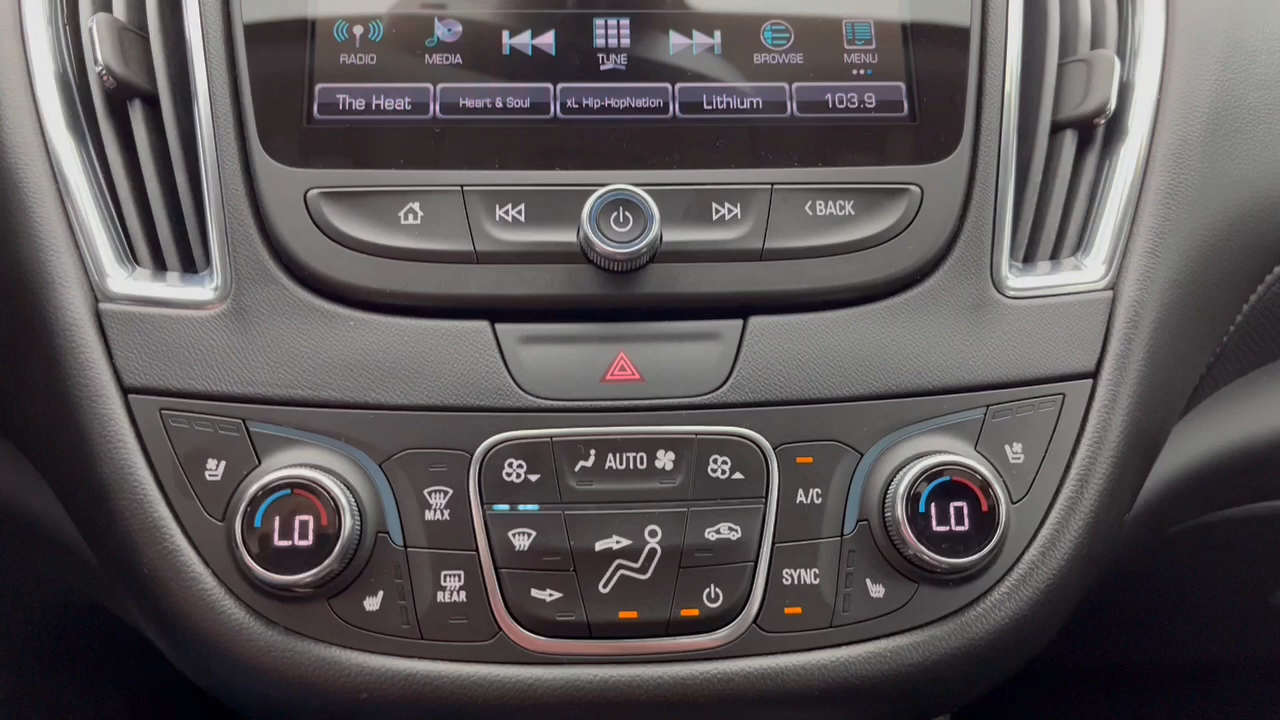 RADIO
MEDIA
TUNE
BROWSE
MENU
The Heat
Heart & Soul
xL Hip-HopNation
Lithium
103.9
<BACK
AUTO
MAX
A/C
LO
LO
REAR
SYNC